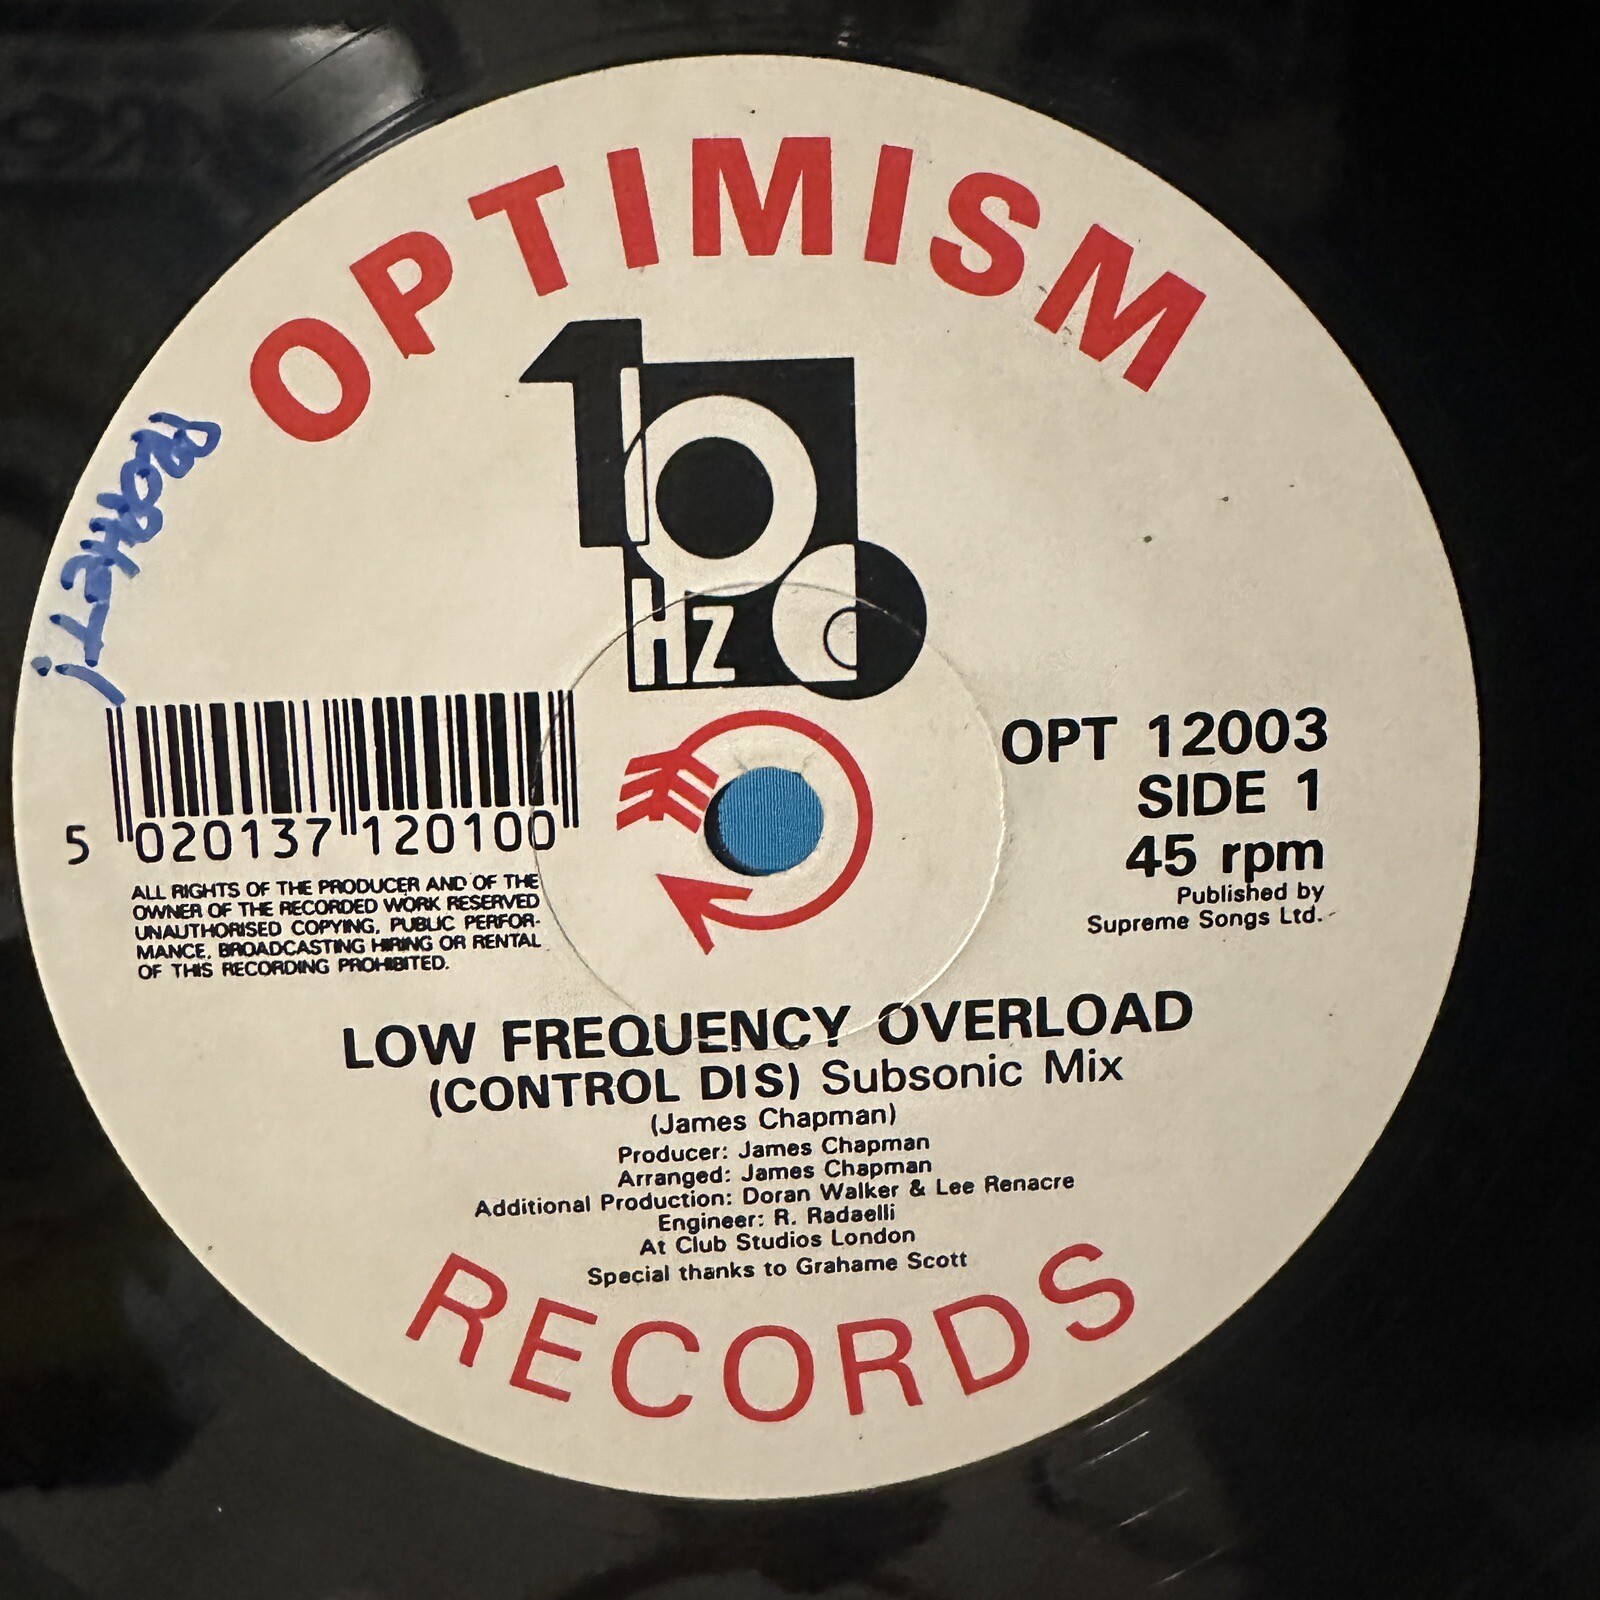 OPTIMISM
100 HZ
PROPHET!
5 020137 120100
ALL RIGHTS OF THE PRODUCER AND OF THE
OWNER OF THE RECORDED WORK RESERVED
UNAUTHORISED COPYING, PUBLIC PERFOR-
MANCE, BROADCASTING HIRING OR RENTAL
OF THIS RECORDING PROHIBITED.
OPT 12003
SIDE 1
45 rpm
Published by
Supreme Songs Ltd.
LOW FREQUENCY OVERLOAD
(CONTROL DIS) Subsonic Mix
(James Chapman)
Producer: James Chapman
Arranged: James Chapman
Additional Production: Doran Walker & Lee Renacre
Engineer: R. Radaelli
At Club Studios London
Special thanks to Grahame Scott
RECORDS